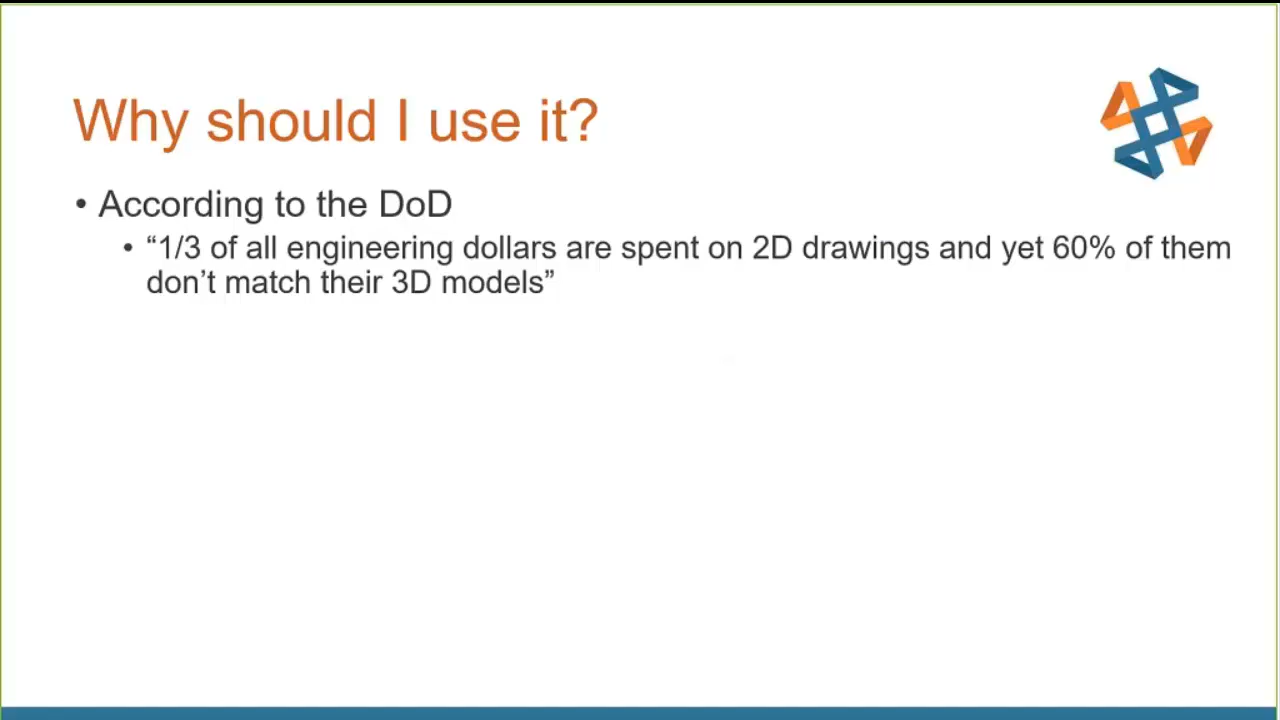 Why should I use it?
• According to the DoD
• “1/3 of all engineering dollars are spent on 2D drawings and yet 60% of them
don’t match their 3D models”